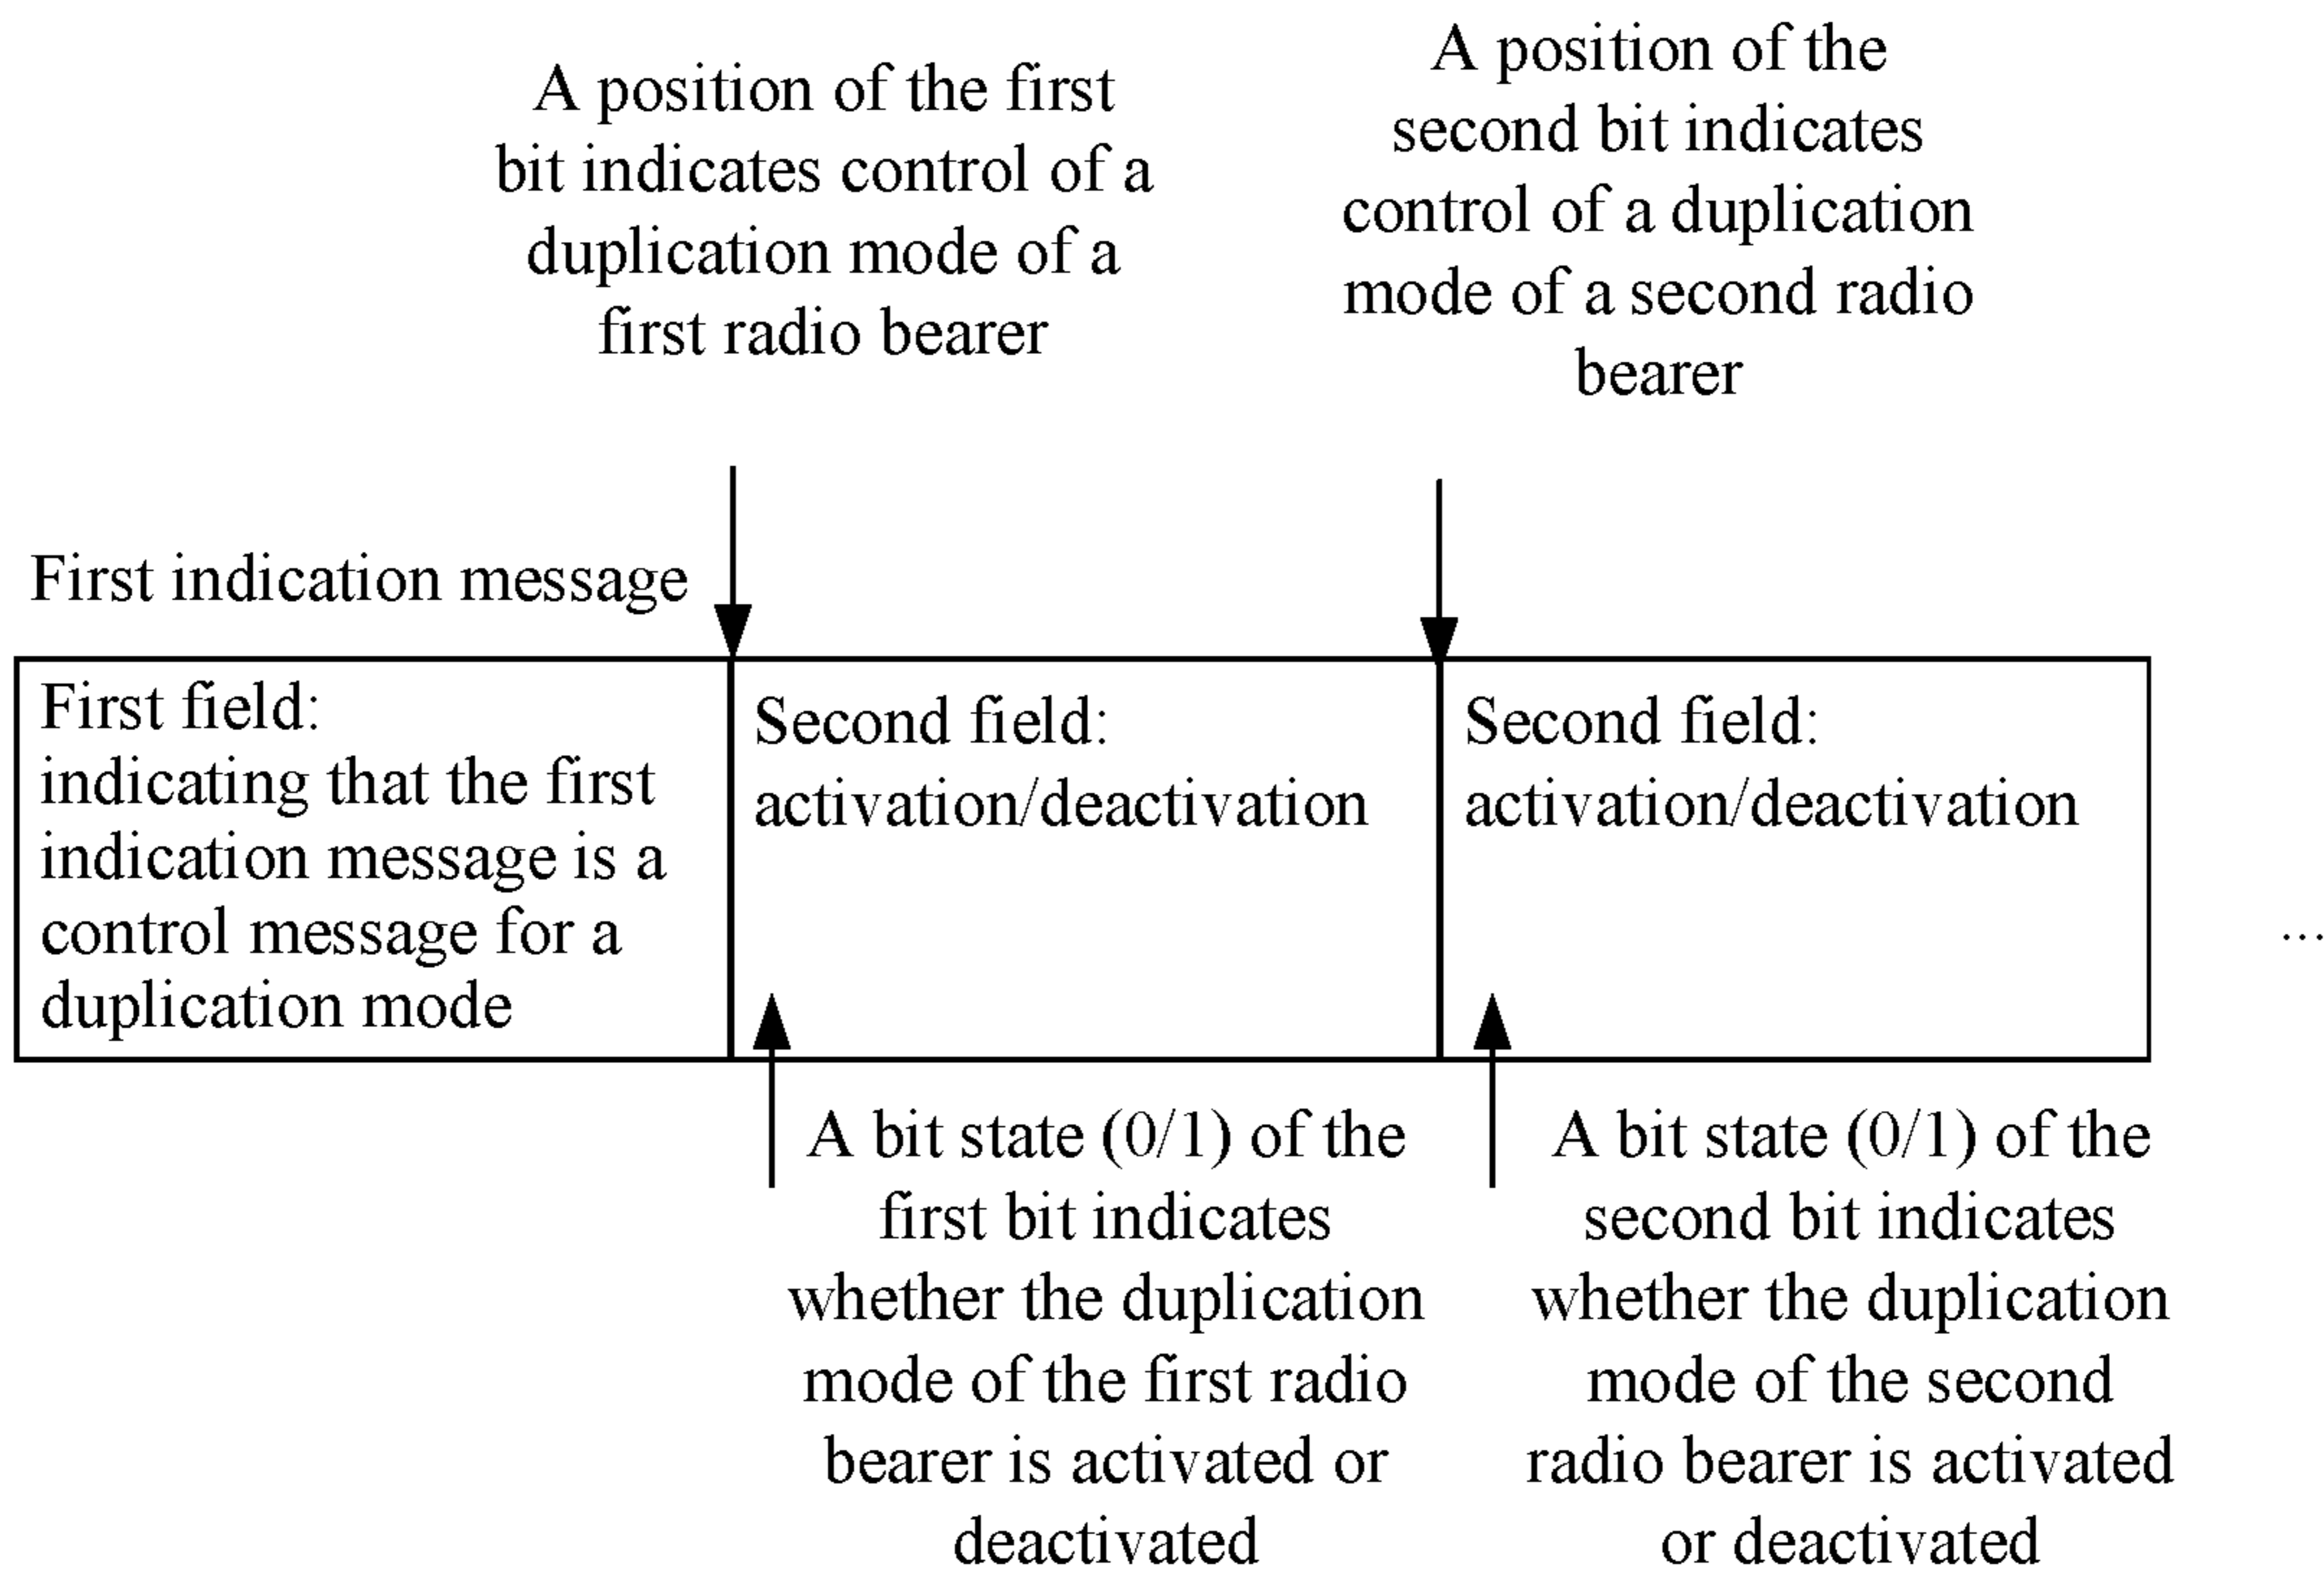 A position of the first
bit indicates control of a
duplication mode of a
first radio bearer
A position of the
second bit indicates
control of a duplication
mode of a second radio
bearer
First indication message
First field:
indicating that the first
indication message is a
control message for a
duplication mode
Second field:
activation/deactivation
Second field:
activation/deactivation
...
A bit state (0/1) of the
first bit indicates
whether the duplication
mode of the first radio
bearer is activated or
deactivated
A bit state (0/1) of the
second bit indicates
whether the duplication
mode of the second
radio bearer is activated
or deactivated